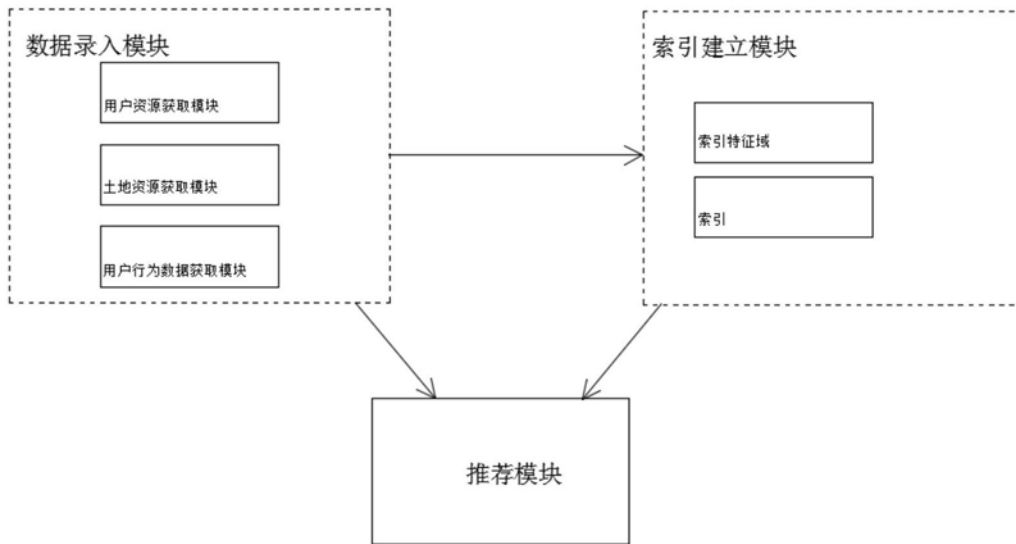 数据录入模块
用户资源获取模块
土地资源获取模块
用户行为数据获取模块
索引建立模块
索引特征域
索引
推荐模块